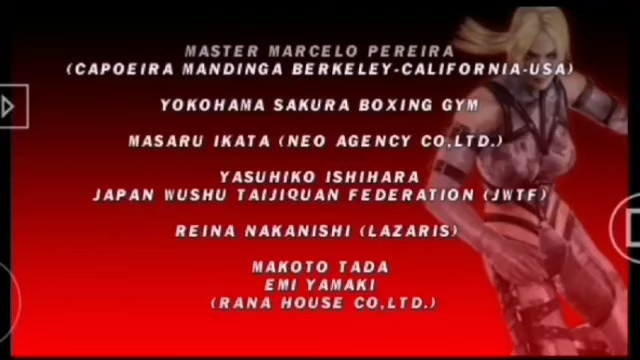 MASTER MARCELO PEREIRA
(CAPOEIRA MANDINGA BERKELEY-CALIFORNIA-USA)
YOKOHAMA SAKURA BOXING GYM
MASARU IKATA (NEO AGENCY CO,LTD.)
YASUHIKO ISHIHARA
JAPAN WUSHU TAIJIQUAN FEDERATION (JWTF)
REINA NAKANISHI (LAZARIS)
MAKOTO TADA
EMI YAMAKI
(RANA HOUSE CO,LTD.)